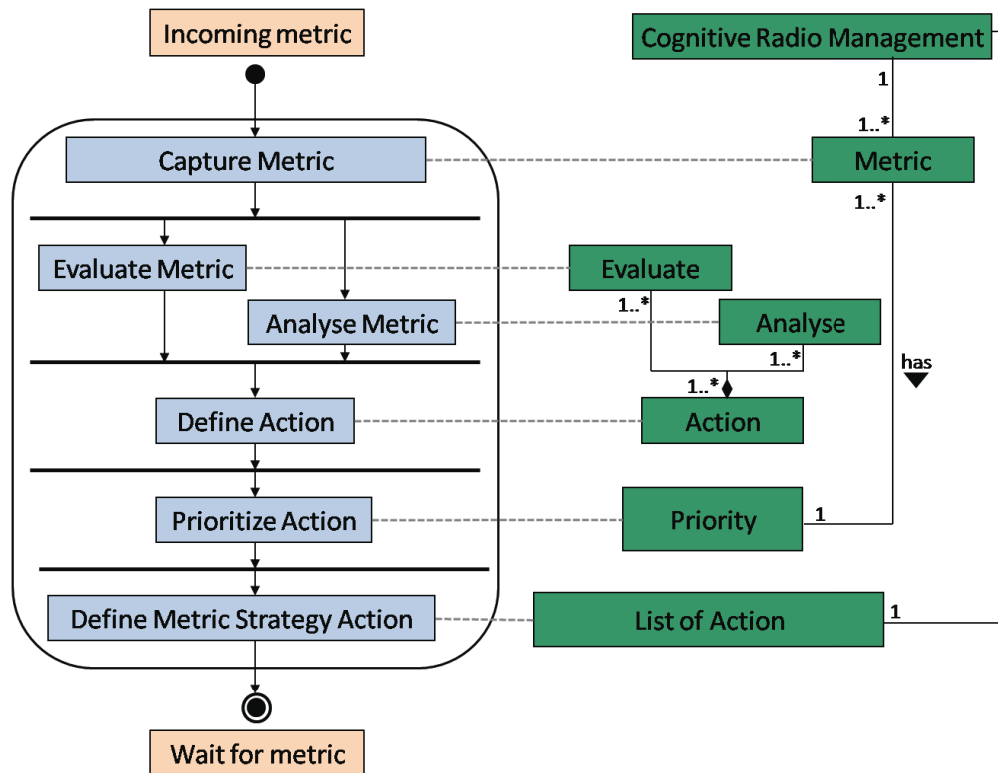 Incoming metric
Cognitive Radio Management
1
1..*
Capture Metric
Metric
1..*
Evaluate Metric
Evaluate
1..*
Analyse Metric
Analyse
1..*
has
1..*
Define Action
Action
Prioritize Action
Priority
1
Define Metric Strategy Action
List of Action
1
Wait for metric